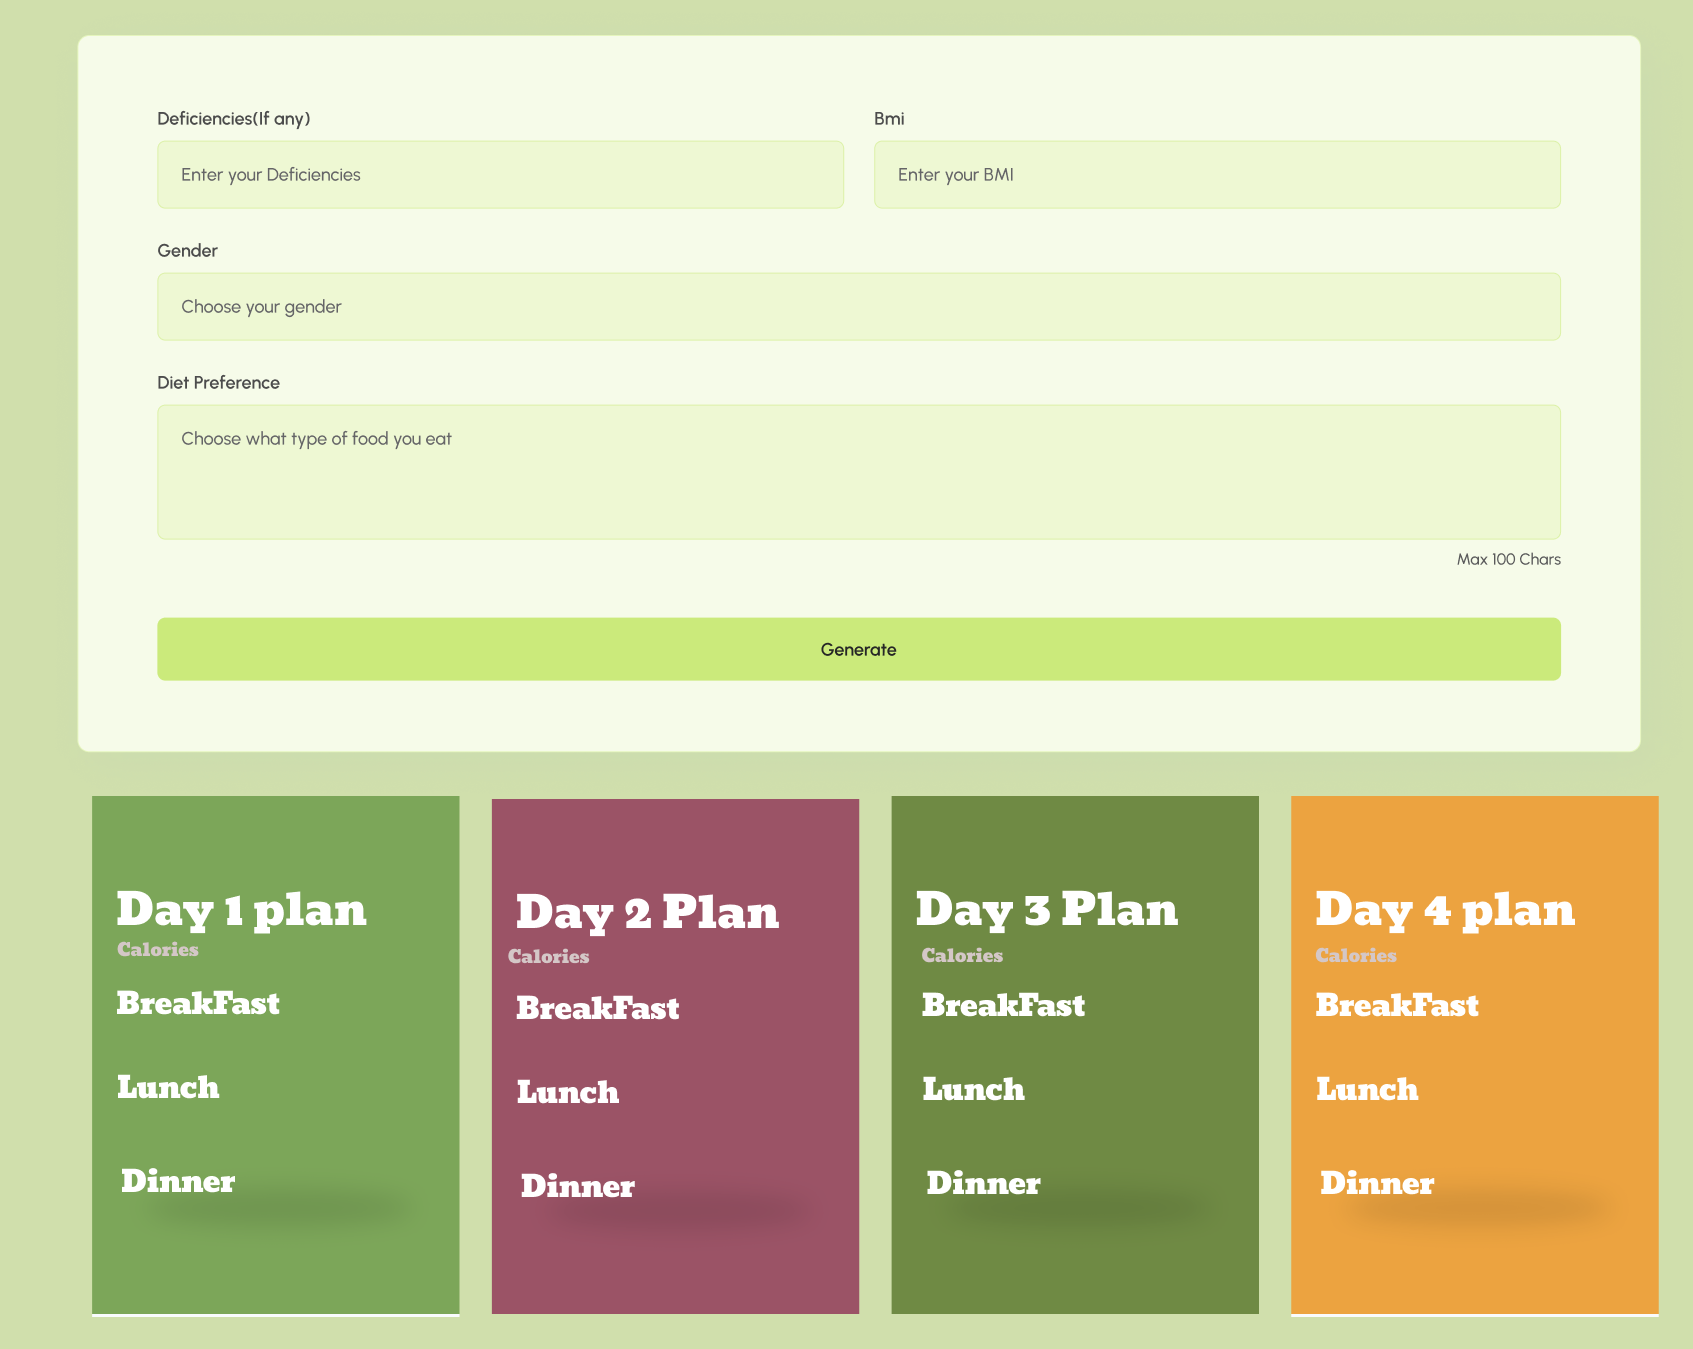 Deficiencies(If any)
Bmi
Enter your Deficiencies
Enter your BMI
Gender
Choose your gender
Diet Preference
Choose what type of food you eat
Max 100 Chars
Generate
Day 1 plan
Calories
BreakFast
Lunch
Dinner
Day 2 Plan
Calories
BreakFast
Lunch
Dinner
Day 3 Plan
Calories
BreakFast
Lunch
Dinner
Day 4 plan
Calories
BreakFast
Lunch
Dinner